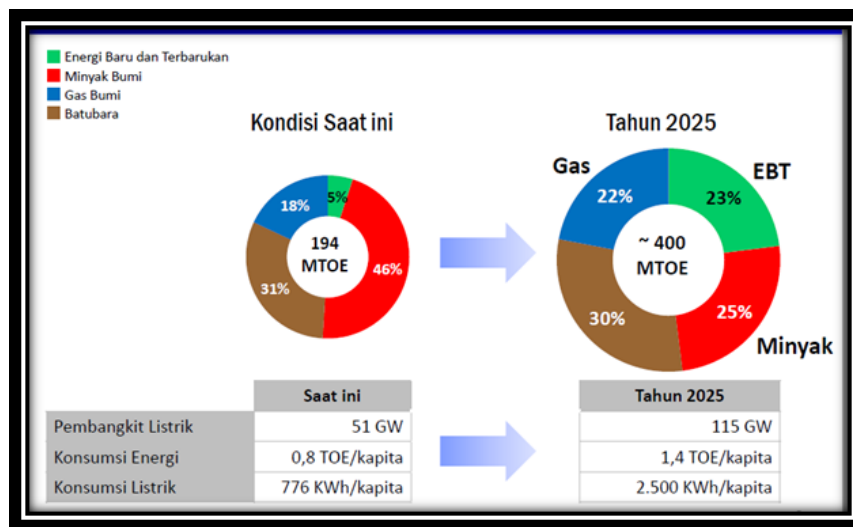 Energi Baru dan Terbarukan
Minyak Bumi
Gas Bumi
Batubara
Kondisi Saat ini
Tahun 2025
18%
5%
194
MTOE
46%
31%
Gas
EBT
22%
23%
~ 400
MTOE
30%
25%
Minyak
Saat ini
Tahun 2025
Pembangkit Listrik
51 GW
115 GW
Konsumsi Energi
0,8 TOE/kapita
1,4 TOE/kapita
Konsumsi Listrik
776 KWh/kapita
2.500 KWh/kapita